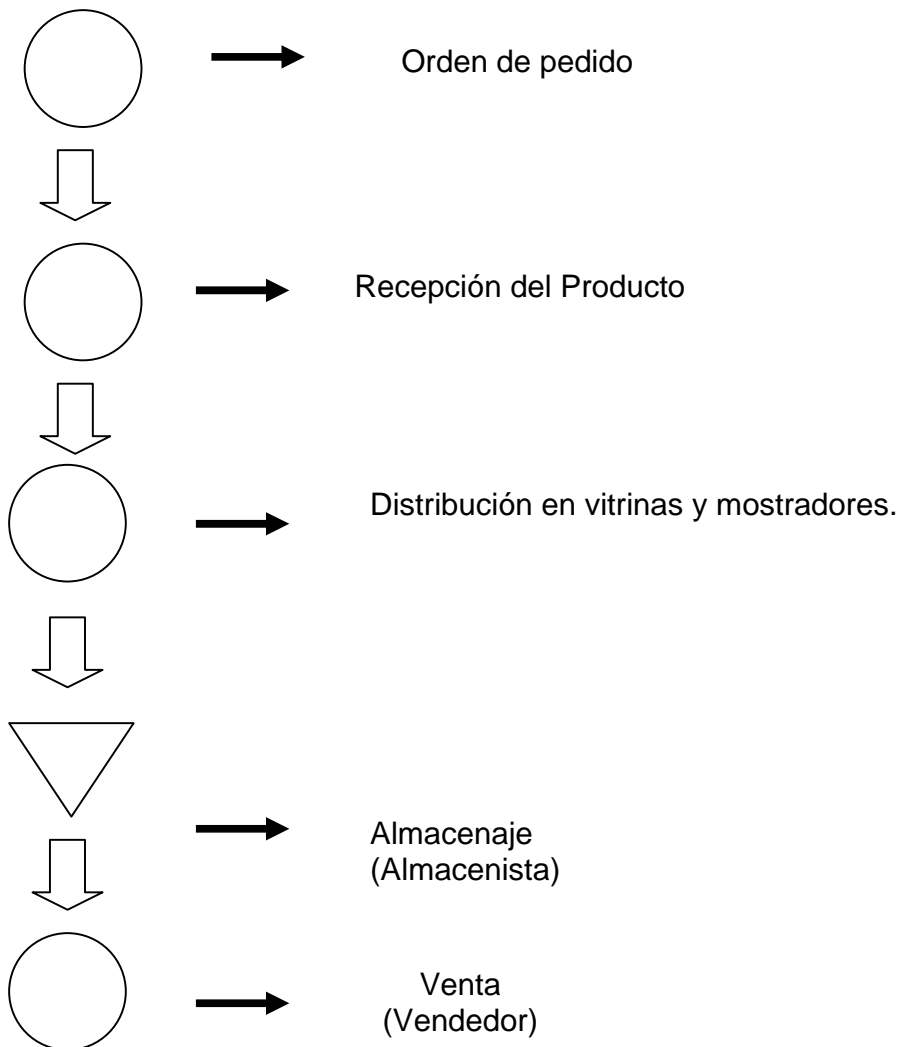 Orden de pedido
Recepción del Producto
Distribución en vitrinas y mostradores.
Almacenaje
(Almacenista)
Venta
(Vendedor)